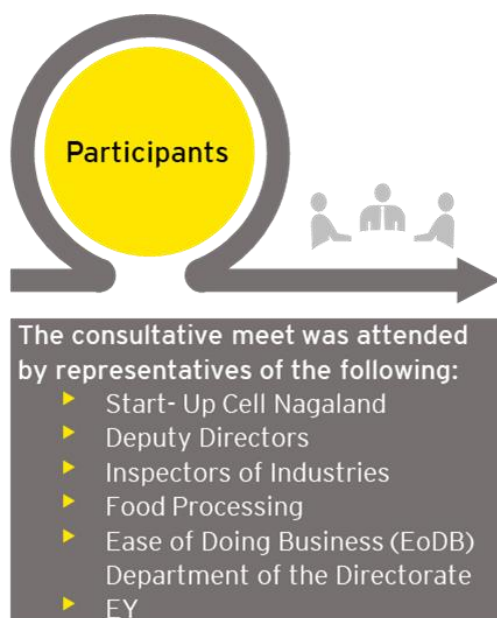 Participants
The consultative meet was attended
by representatives of the following:
Start- Up Cell Nagaland
Deputy Directors
Inspectors of Industries
Food Processing
Ease of Doing Business (EoDB)
Department of the Directorate
EY